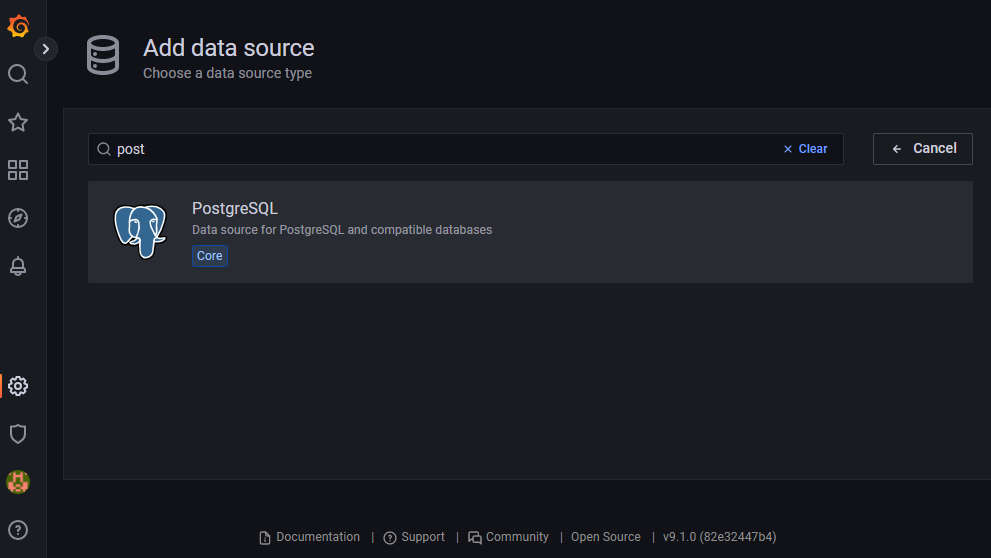 Add data source
Choose a data source type
post
Clear
Cancel
PostgreSQL
Data source for PostgreSQL and compatible databases
Core
Documentation | Support | Community | Open Source | v9.1.0 (82e32447b4)